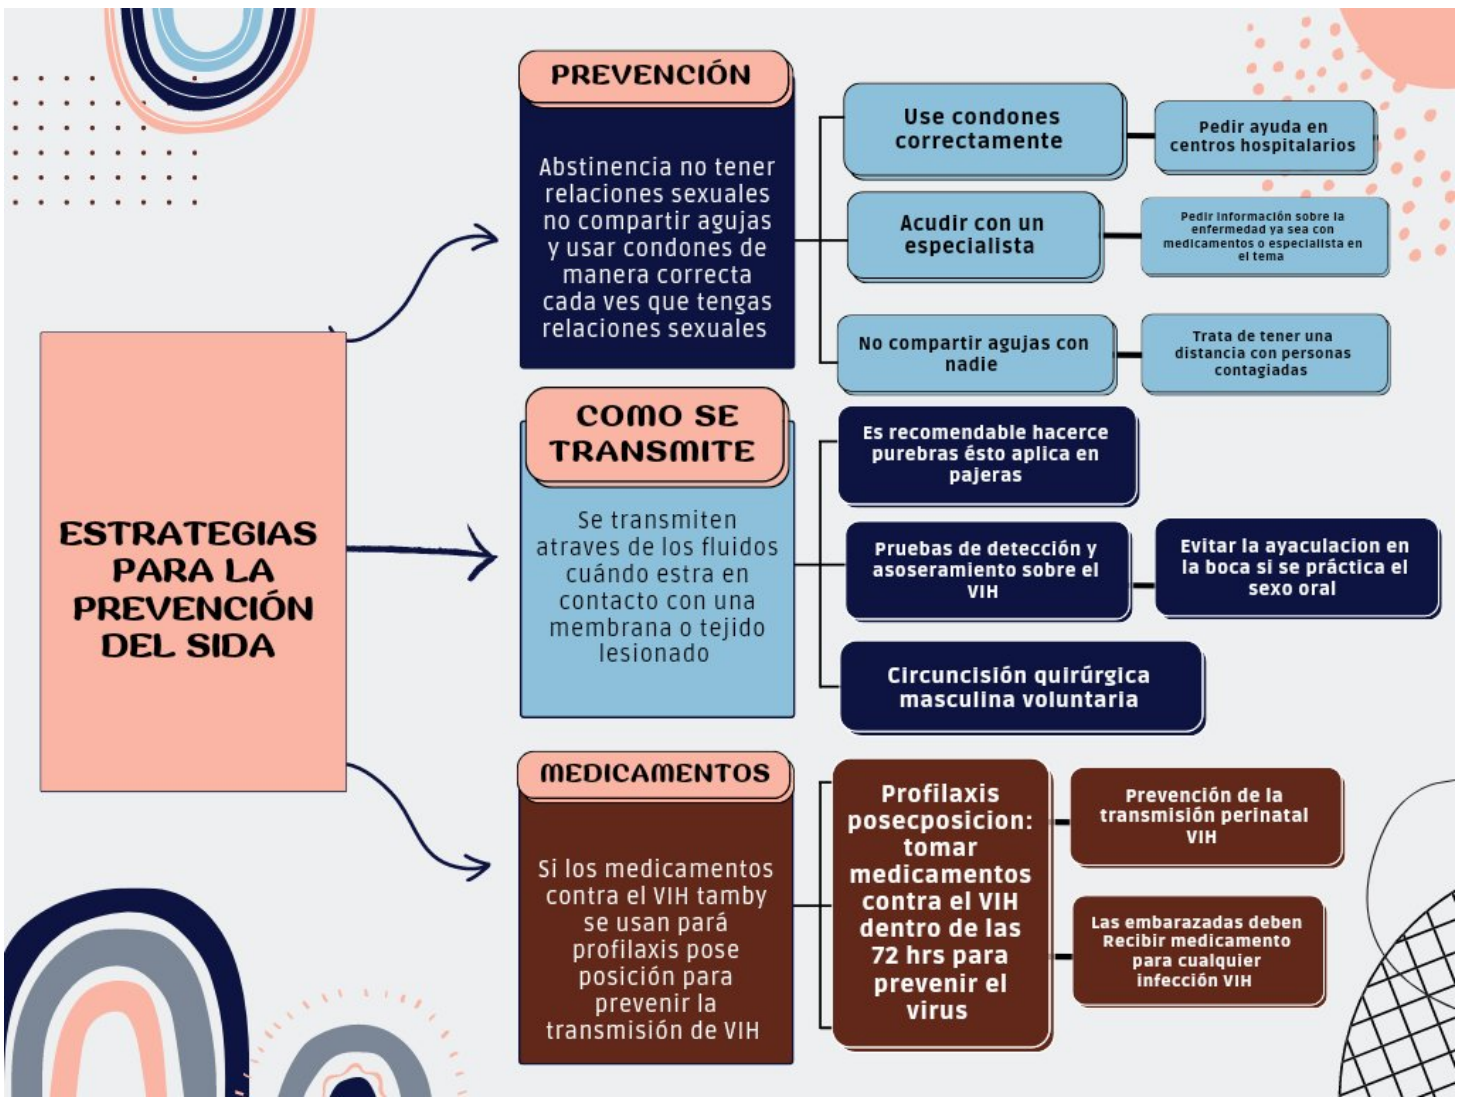 ESTRATEGIAS
PARA LA
PREVENCIÓN
DEL SIDA
PREVENCIÓN
Abstinencia no tener
relaciones sexuales
no compartir agujas
y usar condones de
manera correcta
cada ves que tengas
relaciones sexuales
Use condones
correctamente
Pedir ayuda en
centros hospitalarios
Acudir con un
especialista
Pedir información sobre la
enfermedad ya sea con
medicamentos o especialista en
el tema
No compartir agujas con
nadie
Trata de tener una
distancia con personas
contagiadas
COMO SE
TRANSMITE
Se transmiten
atraves de los fluidos
cuándo estra en
contacto con una
membrana o tejido
lesionado
Es recomendable hacerce
purebras ésto aplica en
pajeras
Pruebas de detección y
asoseramiento sobre el
VIH
Evitar la ayaculacion en
la boca si se práctica el
sexo oral
Circuncisión quirúrgica
masculina voluntaria
MEDICAMENTOS
Si los medicamentos
contra el VIH tamby
se usan pará
profilaxis pose
posición para
prevenir la
transmisión de VIH
Profilaxis
posecposicion:
tomar
medicamentos
contra el VIH
dentro de las
72 hrs para
prevenir el
virus
Prevención de la
transmisión perinatal
VIH
Las embarazadas deben
Recibir medicamento
para cualquier
infección VIH